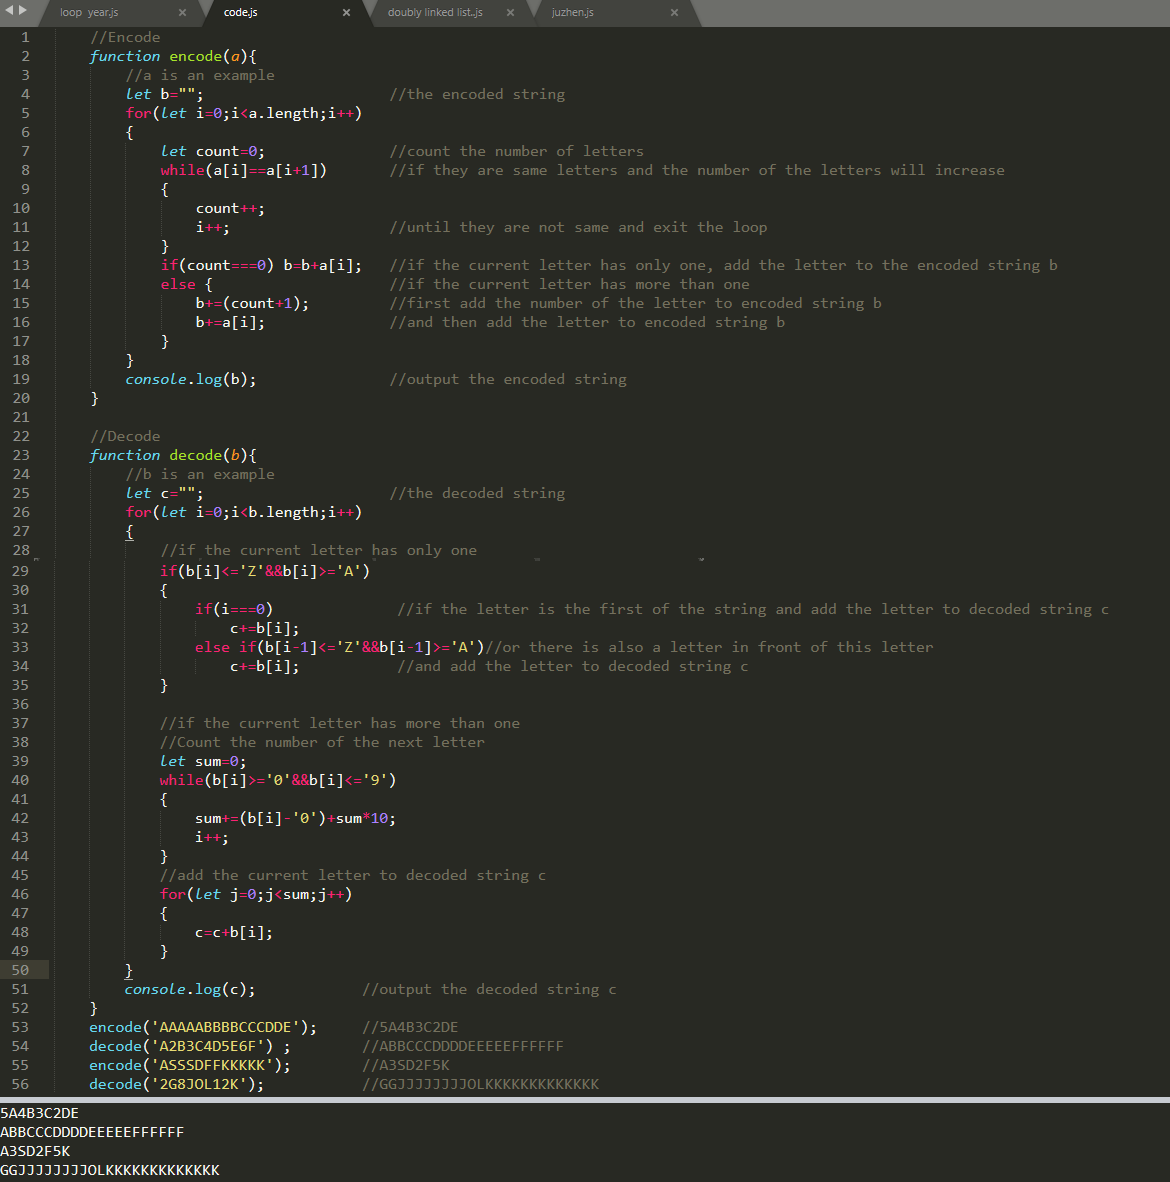 loop year.js × code.js × doubly linked list..js × juzhen.js ×
1 //Encode
2 function encode(a){
3 //a is an example
4 let b=""; //the encoded string
5 for(let i=0;i<a.length;i++)
6 {
7 let count=0; //count the number of letters
8 while(a[i]==a[i+1]) //if they are same letters and the number of the letters will increase
9 {
10 count++;
11 i++; //until they are not same and exit the loop
12 }
13 if(count===0) b=b+a[i]; //if the current letter has only one, add the letter to the encoded string b
14 else { //if the current letter has more than one
15 b+=(count+1); //first add the number of the letter to encoded string b
16 b+=a[i]; //and then add the letter to encoded string b
17 }
18 }
19 console.log(b); //output the encoded string
20 }
21
22 //Decode
23 function decode(b){
24 //b is an example
25 let c=""; //the decoded string
26 for(let i=0;i<b.length;i++)
27 {
28 //if the current letter has only one
29 if(b[i]<='Z'&&b[i]>='A')
30 {
31 if(i===0) //if the letter is the first of the string and add the letter to decoded string c
32 c+=b[i];
33 else if(b[i-1]<='Z'&&b[i-1]>='A')//or there is also a letter in front of this letter
34 c+=b[i]; //and add the letter to decoded string c
35 }
36
37 //if the current letter has more than one
38 //Count the number of the next letter
39 let sum=0;
40 while(b[i]>='0'&&b[i]<='9')
41 {
42 sum+=(b[i]-'0')+sum*10;
43 i++;
44 }
45 //add the current letter to decoded string c
46 for(let j=0;j<sum;j++)
47 {
48 c=c+b[i];
49 }
50 }
51 console.log(c); //output the decoded string c
52 }
53 encode('AAAAABBBBCCCDDE'); //5A4B3C2DE
54 decode('A2B3C4D5E6F') ; //ABBCCCDDDDEEEEEFFFFFF
55 encode('ASSSDFFKKKKK'); //A3SD2F5K
56 decode('2G8JOL12K'); //GGJJJJJJJJOLKKKKKKKKKKKKK
5A4B3C2DE
ABBCCCDDDDEEEEEFFFFFF
A3SD2F5K
GGJJJJJJJJOLKKKKKKKKKKKKK